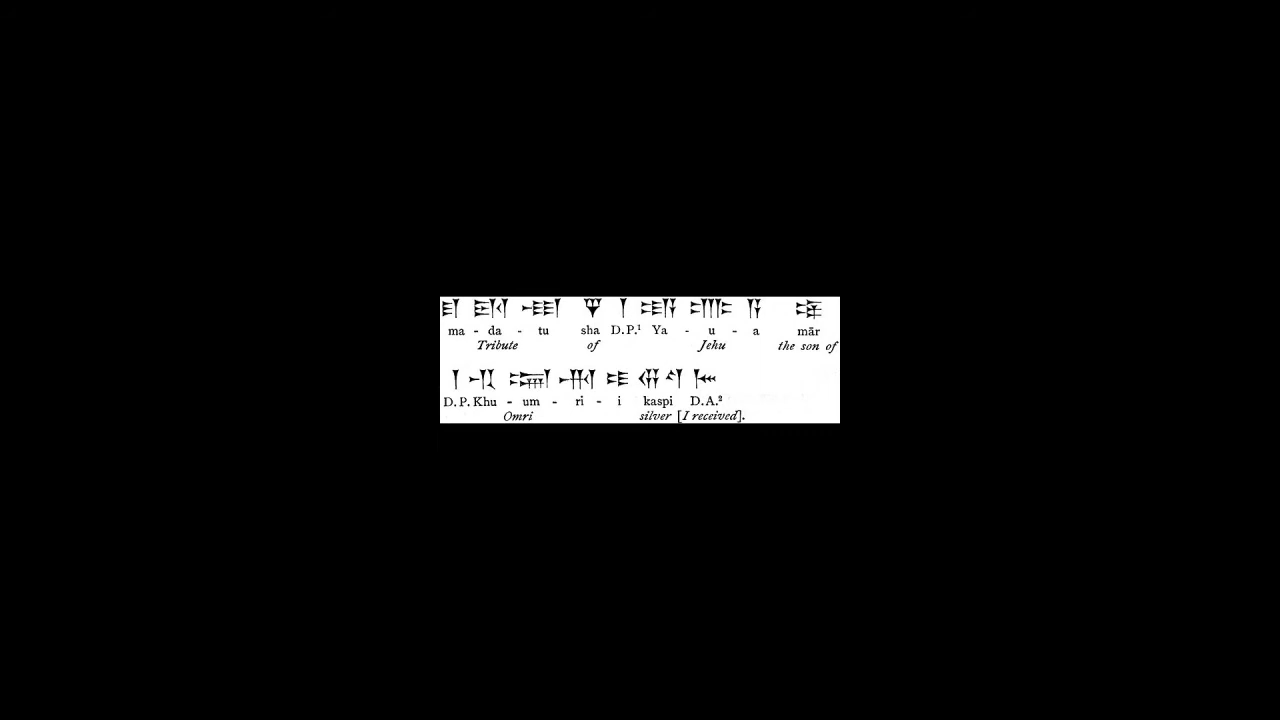 𒈠 𒁕 𒌅 𒊭 𒁹 𒅀 𒌑 𒀀 𒌉
ma - da - tu sha D.P.¹ Ya - u - a mār
Tribute of Jehu the son of
D.P. Khu - um - ri - i kaspi D.A.²
Omri silver [I received].